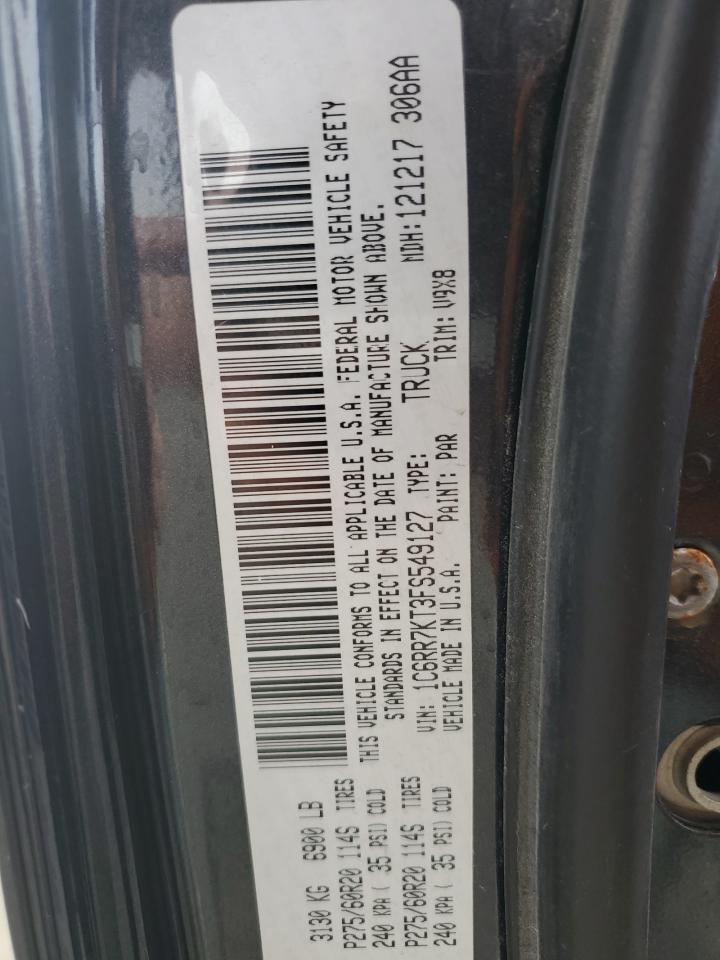 3130 KG 6900 LB
P275/60R20 114S TIRES
240 KPA ( 35 PSI) COLD
P275/60R20 114S TIRES
240 KPA ( 35 PSI) COLD
THIS VEHICLE CONFORMS TO ALL APPLICABLE U.S.A. FEDERAL MOTOR VEHICLE SAFETY
STANDARDS IN EFFECT ON THE DATE OF MANUFACTURE SHOWN ABOVE.
VIN: 1C6RR7KT3FS549127 TYPE: TRUCK MDH:121217 306AA
VEHICLE MADE IN U.S.A. PAINT: PAR TRIM: V9X8